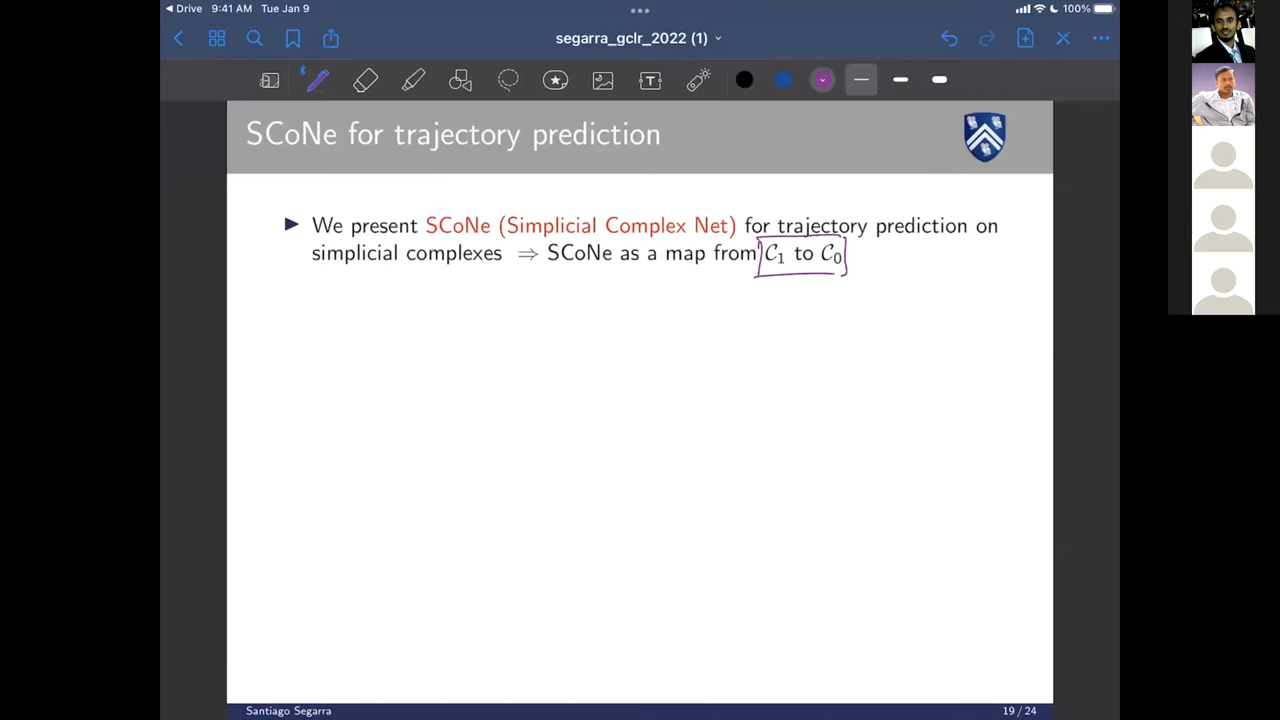 Drive 9:41 AM Tue Jan 9
100%
segarra_gclr_2022 (1)
T
SCoNe for trajectory prediction
We present SCoNe (Simplicial Complex Net) for trajectory prediction on
simplicial complexes ⇒ SCoNe as a map from C₁ to C₀
Santiago Segarra
19 / 24